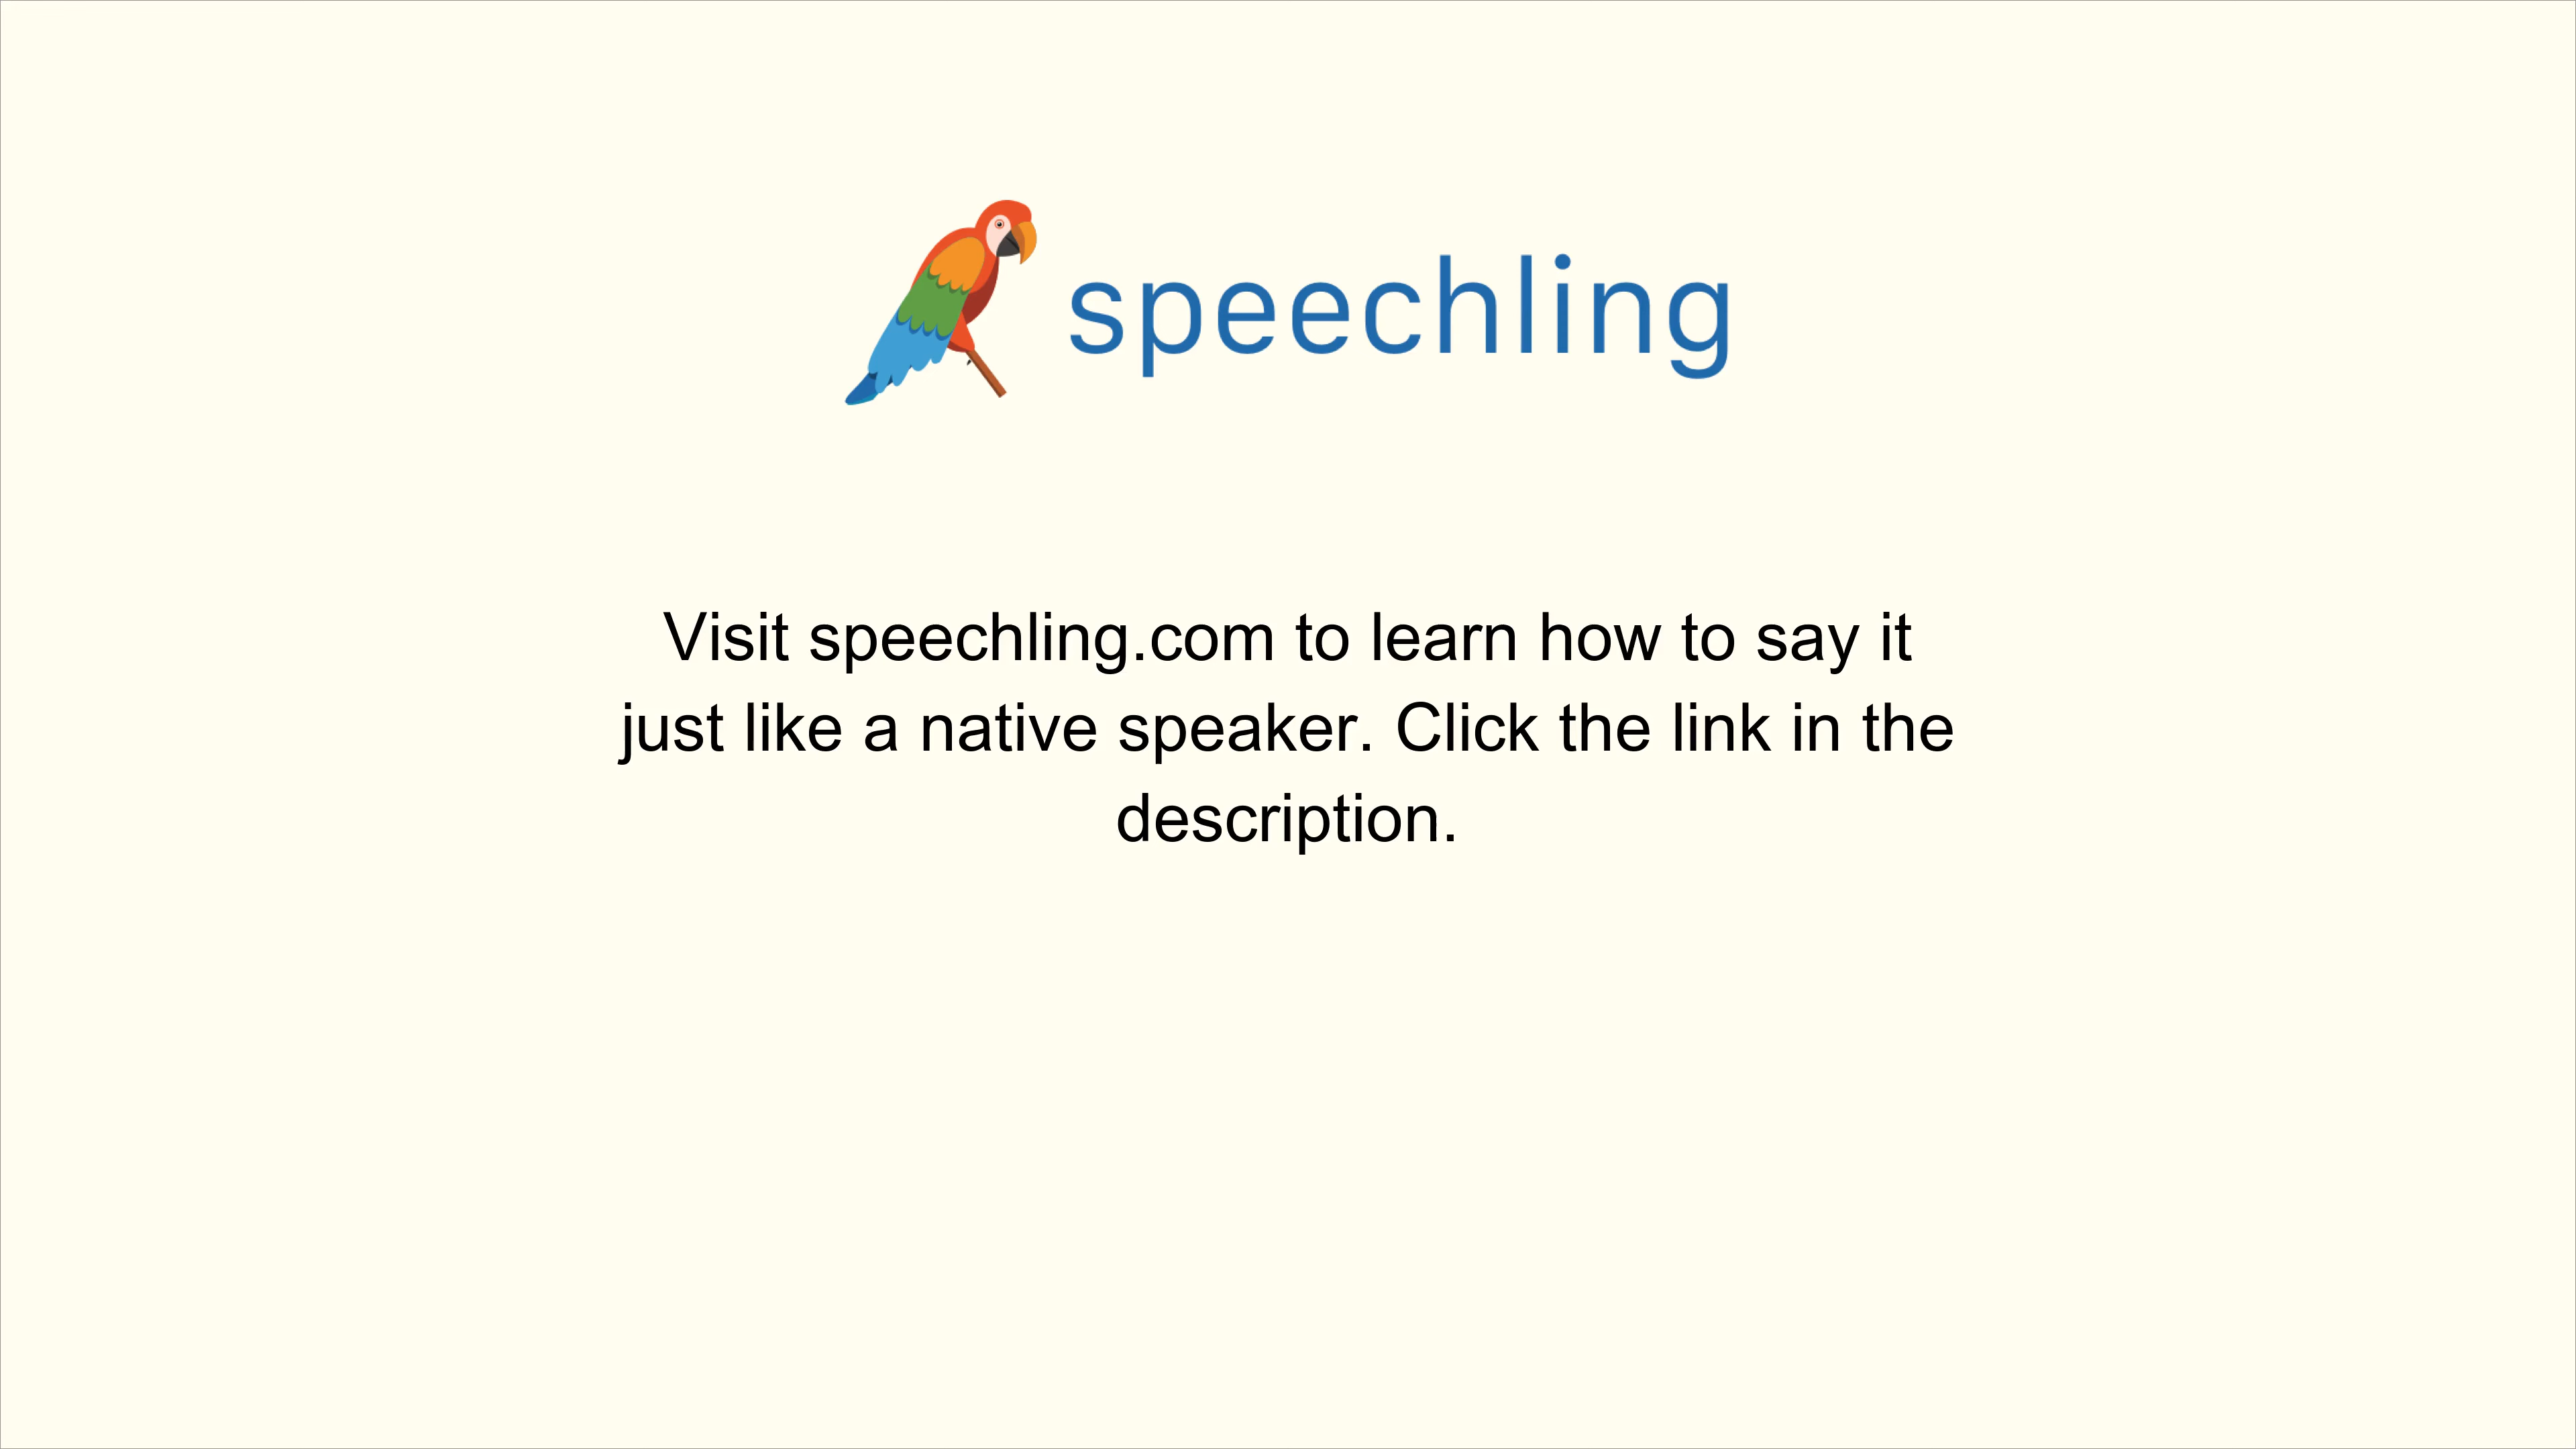 speechling
Visit speechling.com to learn how to say it
just like a native speaker. Click the link in the
description.